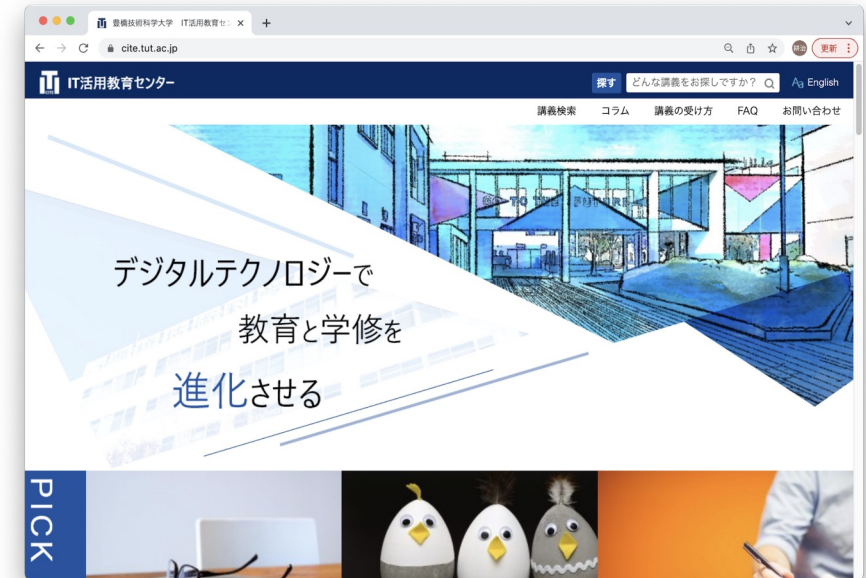 豊橋技術科学大学 IT活用教育セ
cite.tut.ac.jp
更新
IT活用教育センター
探す
どんな講義をお探しですか?
English
講義検索 コラム 講義の受け方 FAQ お問い合わせ
GO TO THE FUTURE
デジタルテクノロジーで
教育と学修を
進化させる
PICK